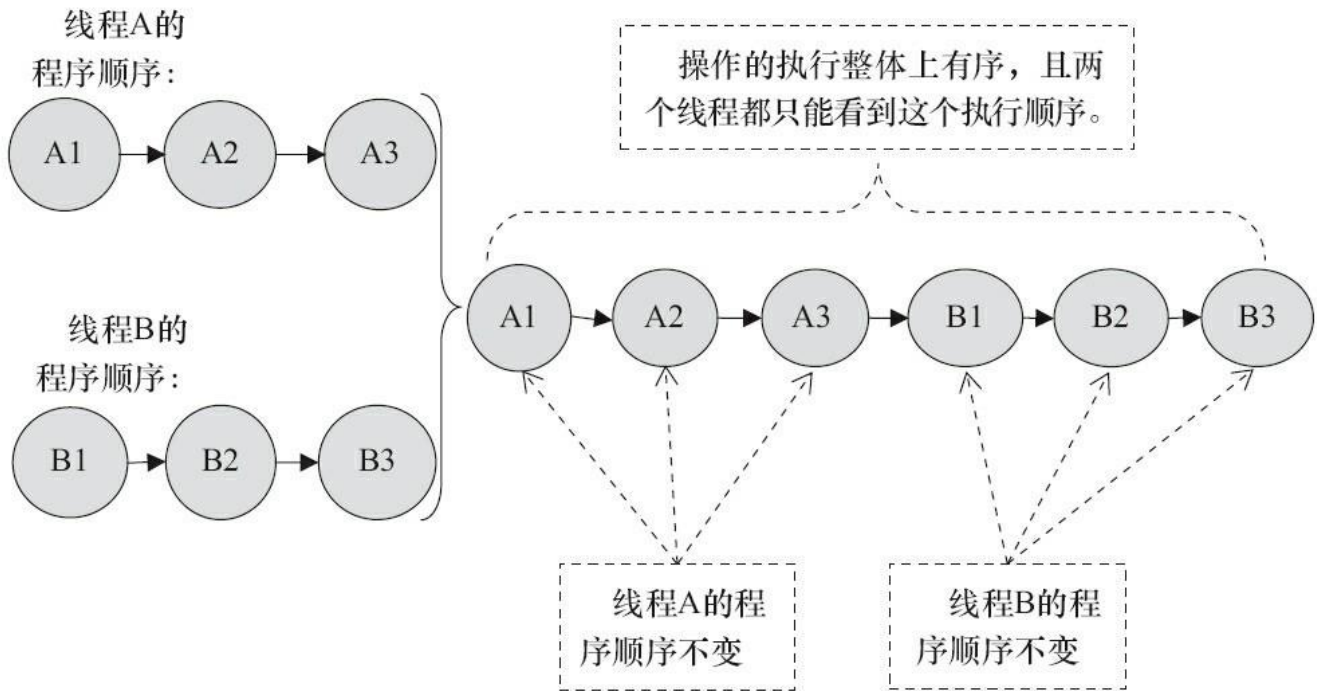 线程A的
程序顺序：
A1 A2 A3
线程B的
程序顺序：
B1 B2 B3
操作的执行整体上有序，且两
个线程都只能看到这个执行顺序。
A1 A2 A3 B1 B2 B3
线程A的程
序顺序不变
线程B的程
序顺序不变